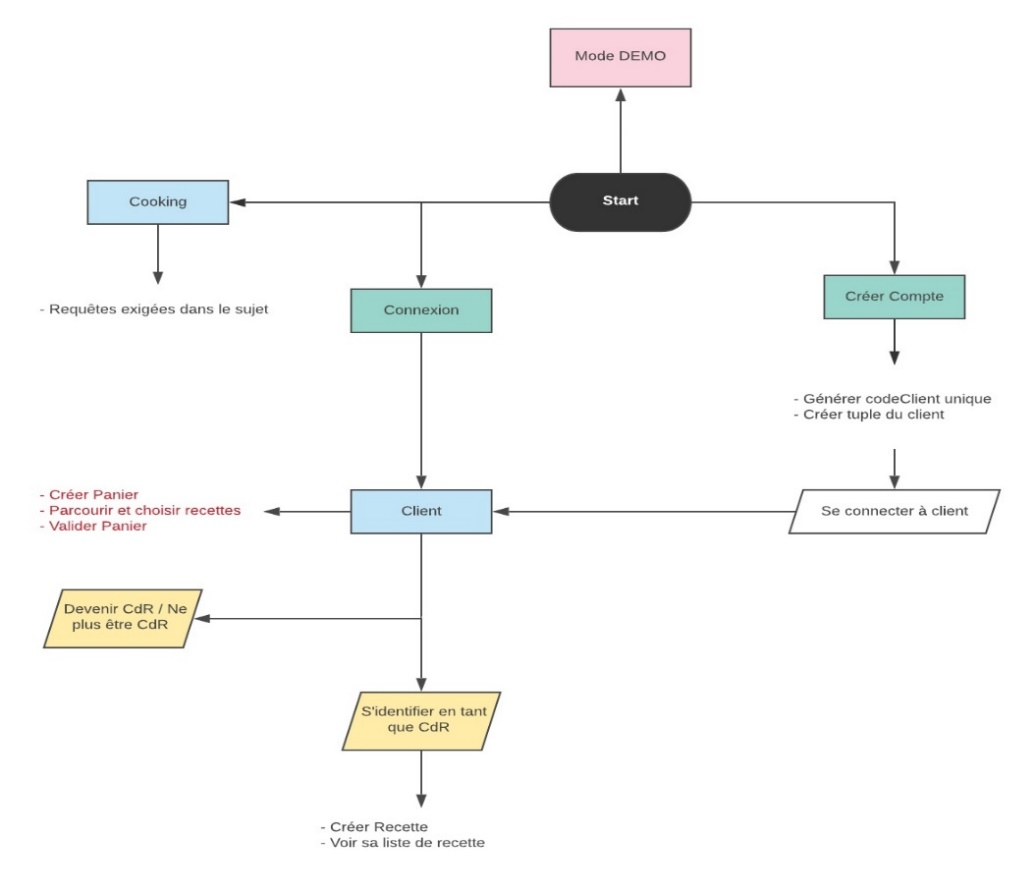 Mode DEMO
Start
Cooking
- Requêtes exigées dans le sujet
Connexion
Créer Compte
- Générer codeClient unique
- Créer tuple du client
- Créer Panier
- Parcourir et choisir recettes
- Valider Panier
Client
Se connecter à client
Devenir CdR / Ne
plus être CdR
S'identifier en tant
que CdR
- Créer Recette
- Voir sa liste de recette